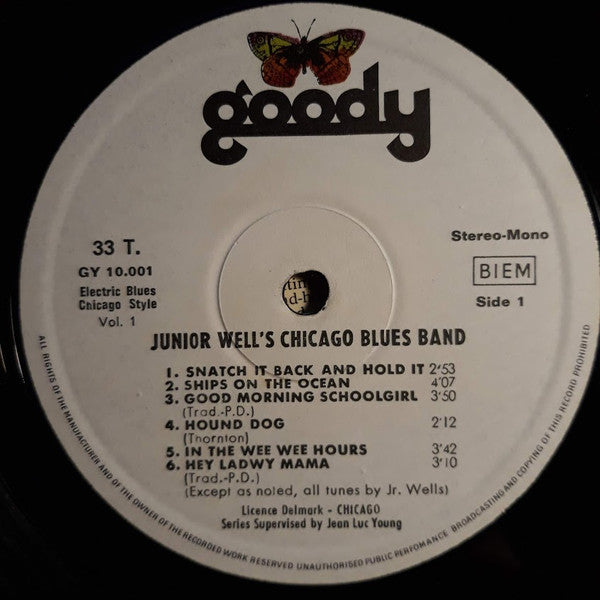 goody
33 T.
GY 10.001
Electric Blues
Chicago Style
Vol. 1
Stereo-Mono
BIEM
Side 1
JUNIOR WELL'S CHICAGO BLUES BAND
1. SNATCH IT BACK AND HOLD IT 2'53
2. SHIPS ON THE OCEAN 4'07
3. GOOD MORNING SCHOOLGIRL 3'50
(Trad.-P.D.)
4. HOUND DOG 2'12
(Thornton)
5. IN THE WEE WEE HOURS 3'42
6. HEY LADWY MAMA 3'10
(Trad.-P.D.)
(Except as noted, all tunes by Jr. Wells)
Licence Delmark - CHICAGO
Series Supervised by Jean Luc Young
ALL RIGHTS OF THE MANUFACTURER AND OF THE OWNER OF THE RECORDED WORK RESERVED UNAUTHORISED PUBLIC PERFOMANCE BROADCASTING AND COPYING OF THIS RECORD PROHIBITED